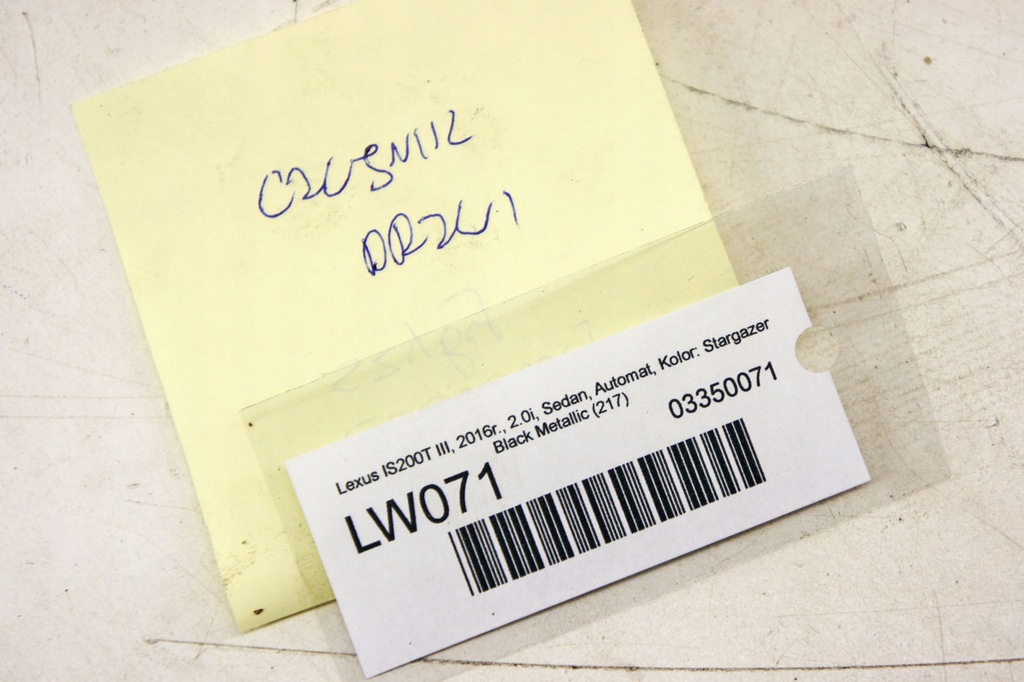 CZUJNIK
DRZWI
Lexus IS200T III, 2016r., 2.0i, Sedan, Automat, Kolor: Stargazer
Black Metallic (217)
03350071
LW071